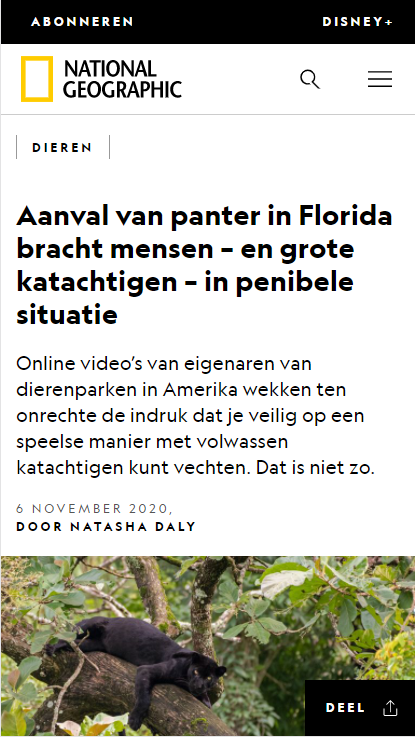 ABONNEREN
DISNEY+
NATIONAL
GEOGRAPHIC
DIEREN
Aanval van panter in Florida
bracht mensen – en grote
katachtigen – in penibele
situatie
Online video’s van eigenaren van
dierenparken in Amerika wekken ten
onrechte de indruk dat je veilig op een
speelse manier met volwassen
katachtigen kunt vechten. Dat is niet zo.
6 NOVEMBER 2020,
DOOR NATASHA DALY
DEEL